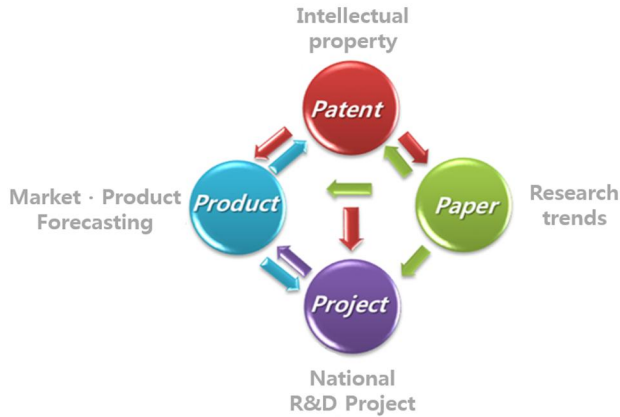 Intellectual
property
Patent
Market · Product
Forecasting
Product
Paper
Research
trends
Project
National
R&D Project